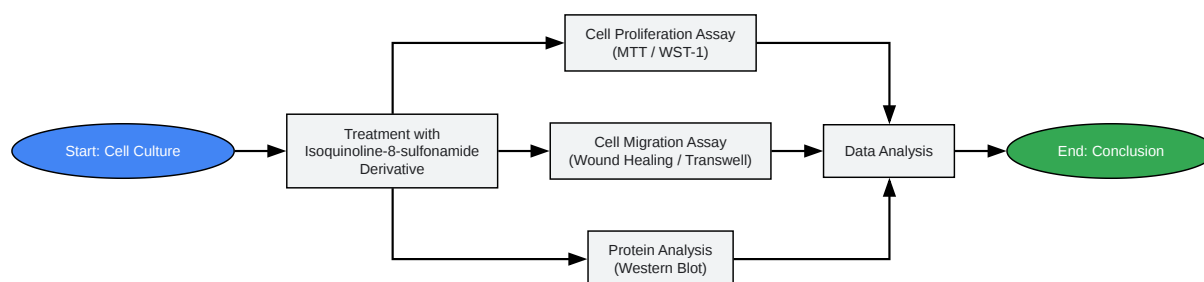 Start: Cell Culture
Treatment with
Isoquinoline-8-sulfonamide
Derivative
Cell Proliferation Assay
(MTT / WST-1)
Cell Migration Assay
(Wound Healing / Transwell)
Protein Analysis
(Western Blot)
Data Analysis
End: Conclusion